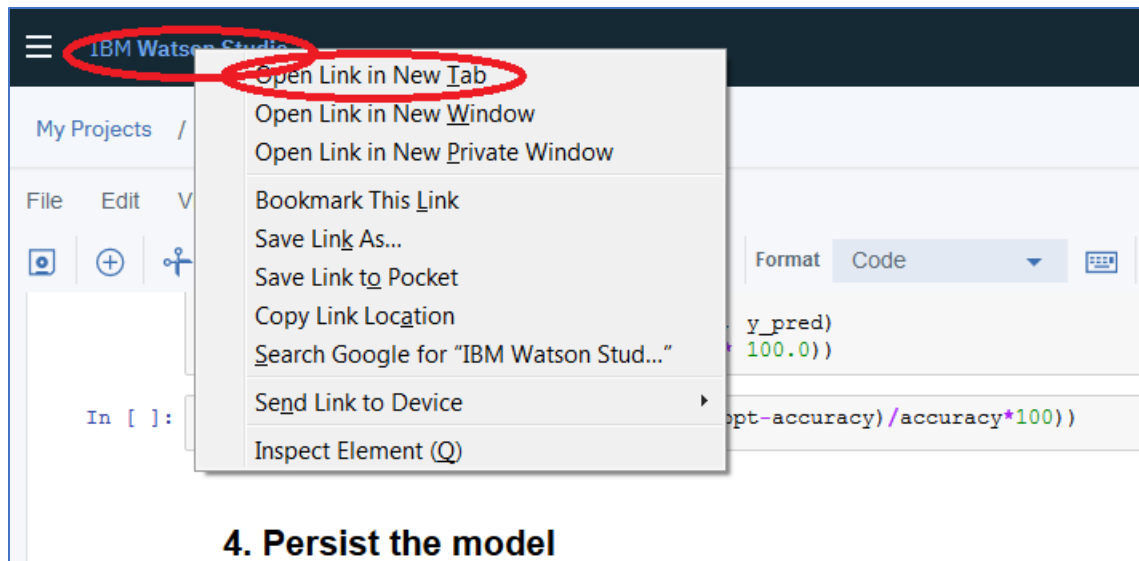 IBM Watson Studio
Open Link in New Tab
Open Link in New Window
My Projects /
Open Link in New Private Window
File Edit V
Bookmark This Link
Save Link As...
Format Code
Save Link to Pocket
Copy Link Location
y_pred)
Search Google for “IBM Watson Stud...”
* 100.0))
Send Link to Device
In [ ]:
opt-accuracy)/accuracy*100))
Inspect Element (Q)
4. Persist the model